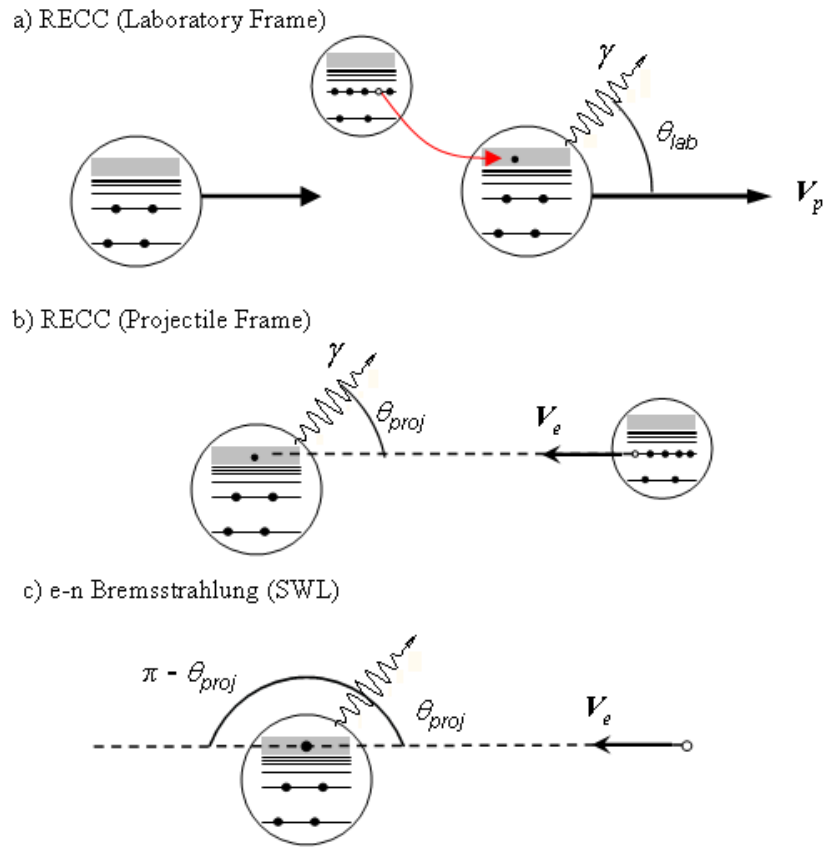 a) RECC (Laboratory Frame)
γ
θlab
Vp
b) RECC (Projectile Frame)
γ
θproj
Ve
c) e-n Bremsstrahlung (SWL)
π - θproj
θproj
Ve